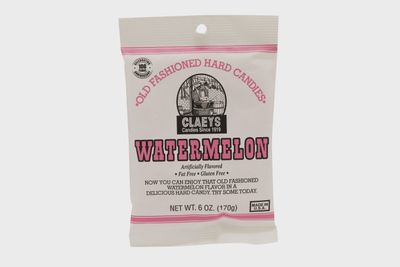 100
YEARS
"OLD FASHIONED HARD CANDIES"
CLAEYS
Candies Since 1919
WATERMELON
Artificially Flavored
• Fat Free • Gluten Free •
NOW YOU CAN ENJOY THAT OLD FASHIONED
WATERMELON FLAVOR IN A
DELICIOUS HARD CANDY. TRY SOME TODAY.
NET WT. 6 OZ. (170g)
MADE IN
U.S.A.